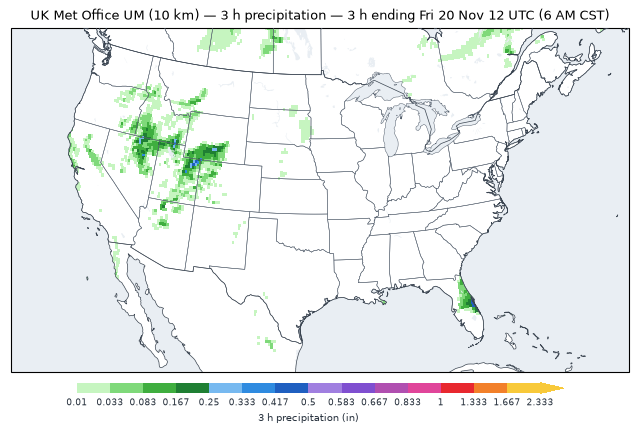 UK Met Office UM (10 km) — 3 h precipitation — 3 h ending Fri 20 Nov 12 UTC (6 AM CST)
0.01 0.033 0.083 0.167 0.25 0.333 0.417 0.5 0.583 0.667 0.833 1 1.333 1.667 2.333
3 h precipitation (in)